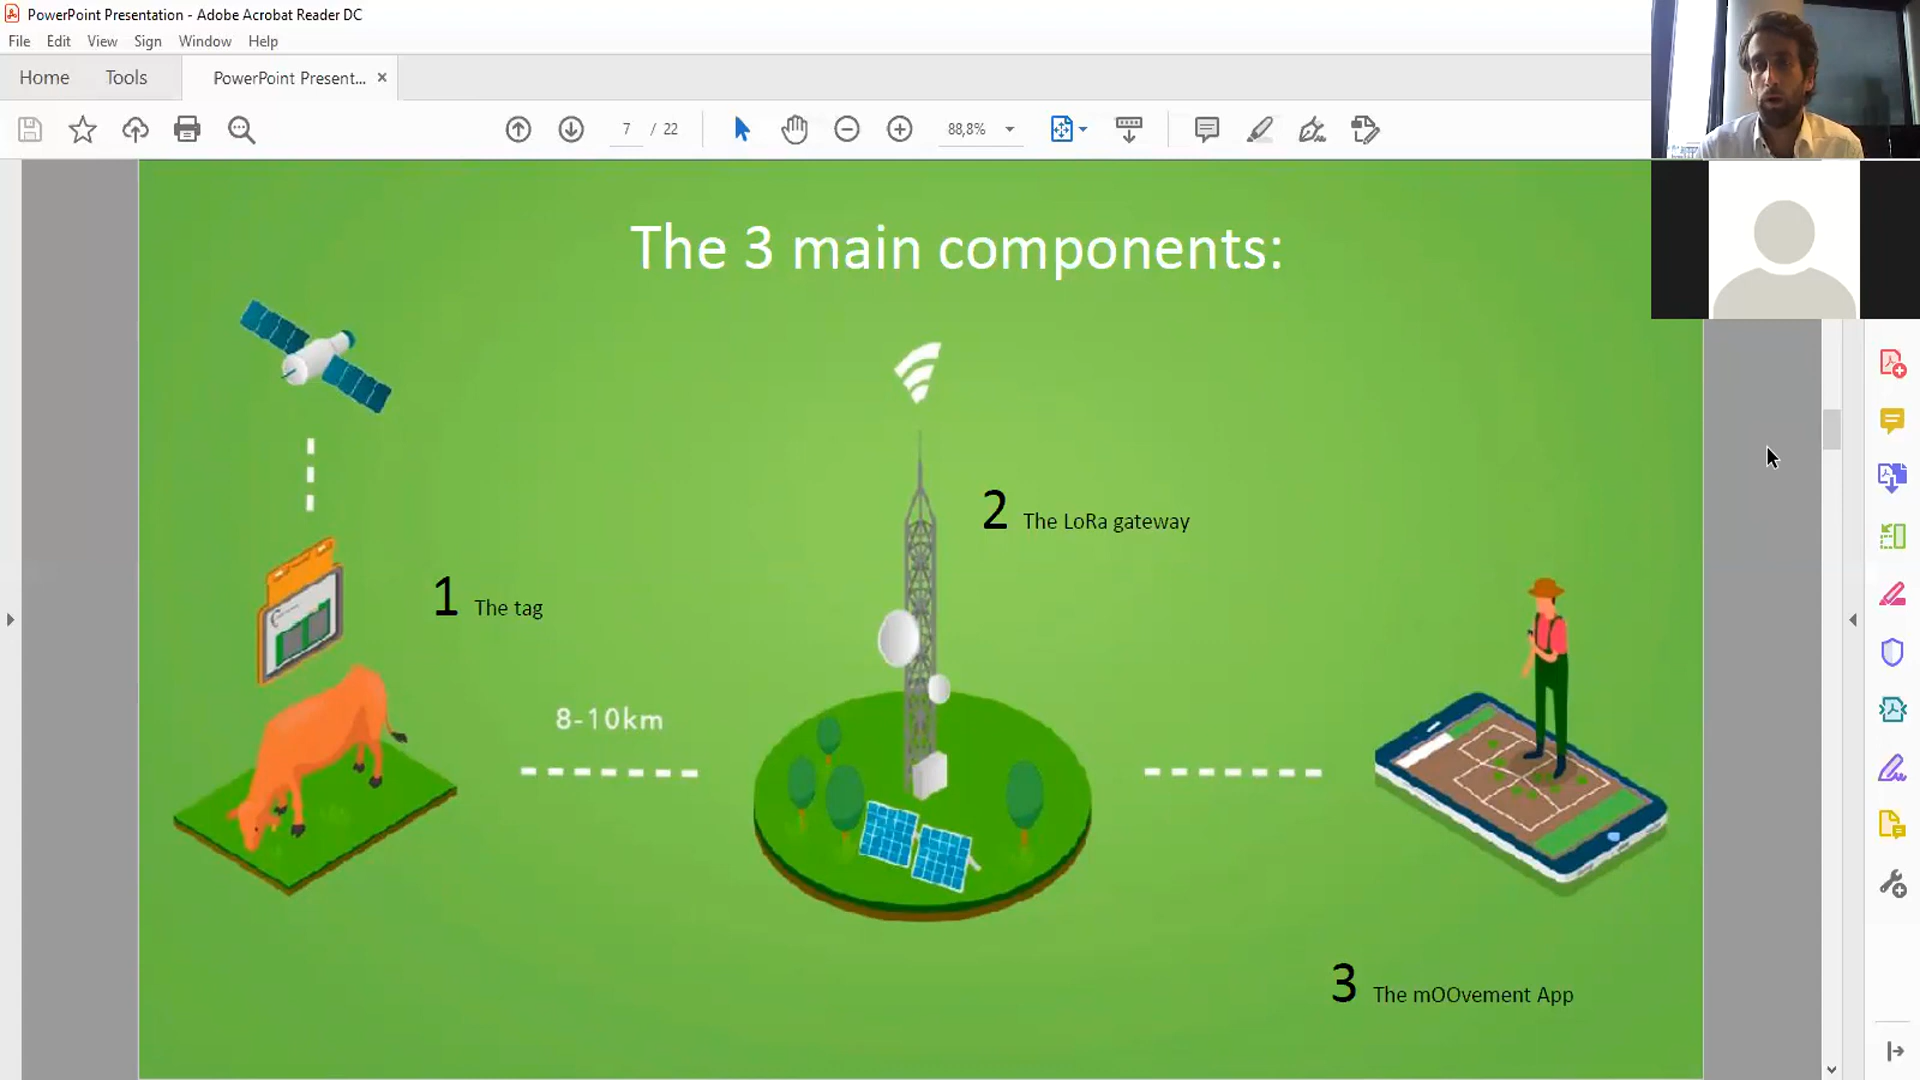 PowerPoint Presentation - Adobe Acrobat Reader DC
File Edit View Sign Window Help
Home Tools PowerPoint Present... ×
7 / 22 88,8%
The 3 main components:
2 The LoRa gateway
1 The tag
8-10km
3 The mOOvement App